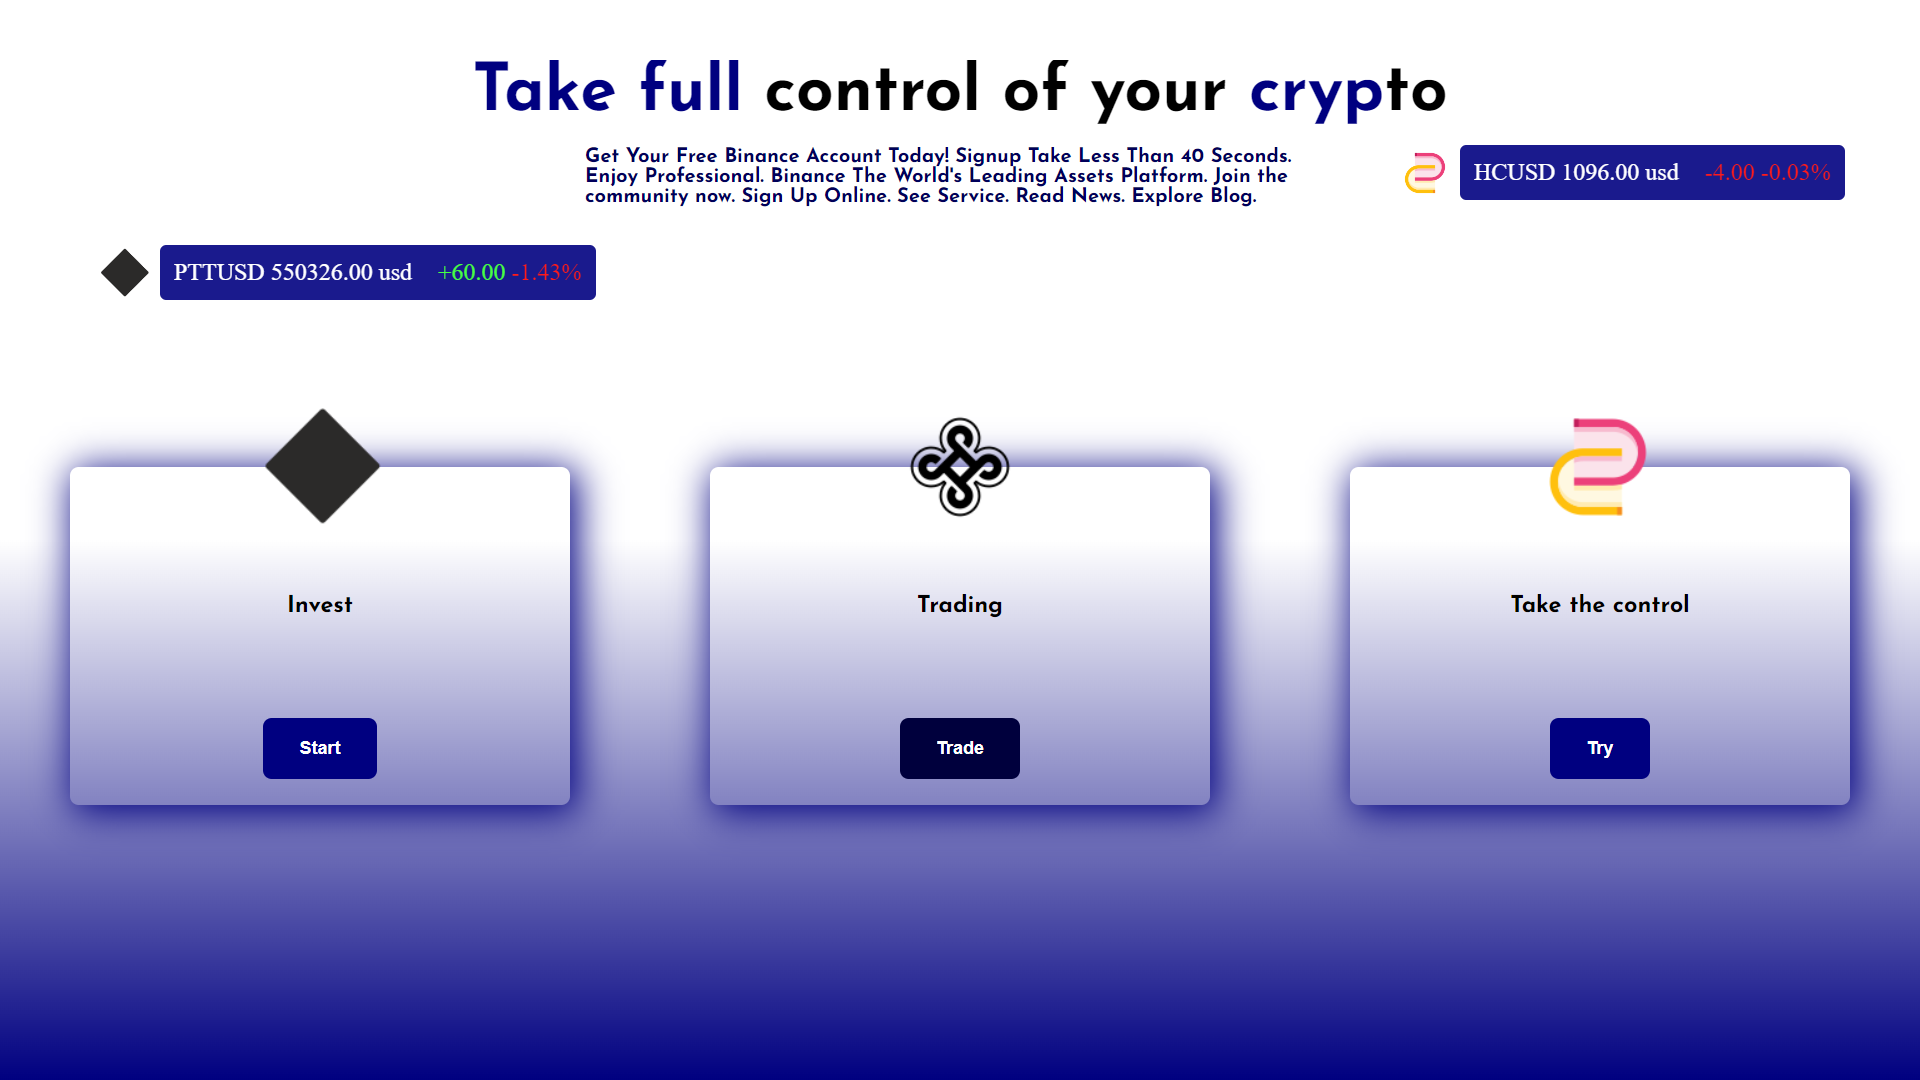 Take full control of your crypto
Get Your Free Binance Account Today! Signup Take Less Than 40 Seconds.
Enjoy Professional. Binance The World's Leading Assets Platform. Join the
community now. Sign Up Online. See Service. Read News. Explore Blog.
HCUSD 1096.00 usd -4.00 -0.03%
PTTUSD 550326.00 usd +60.00 -1.43%
Invest
Start
Trading
Trade
Take the control
Try